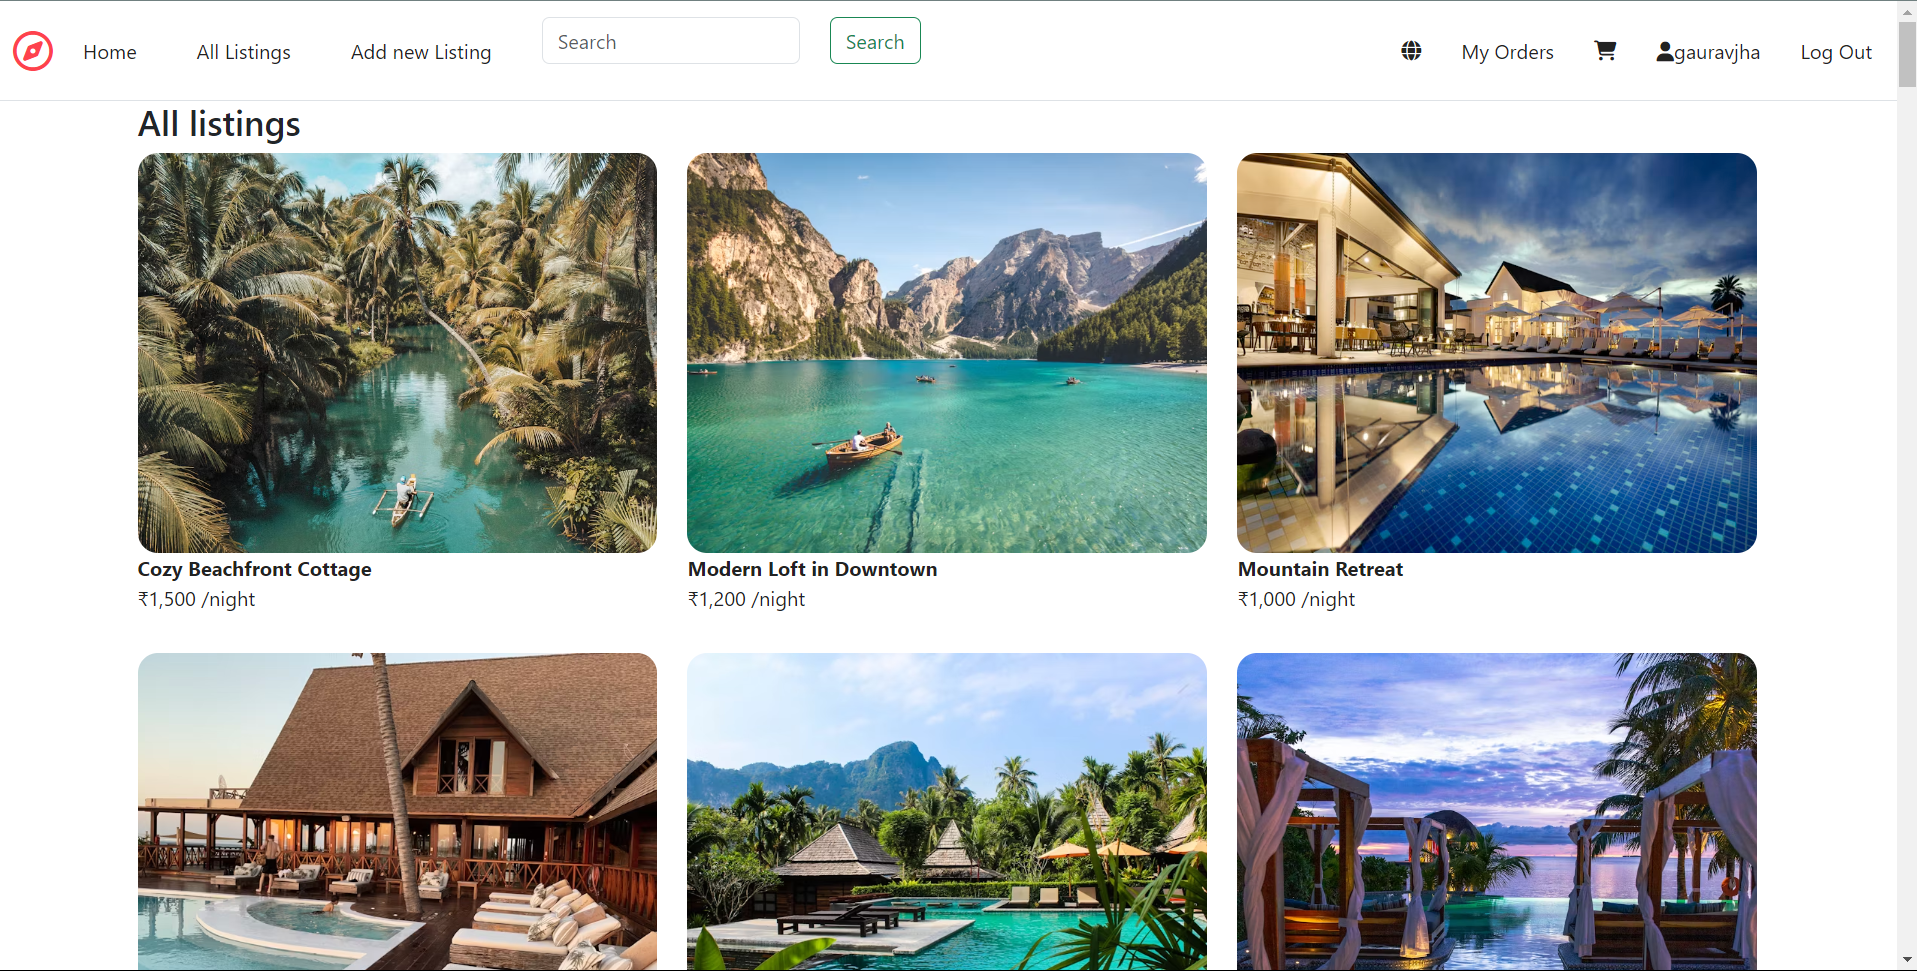 Home All Listings Add new Listing Search Search My Orders gauravjha Log Out
All listings
Cozy Beachfront Cottage
₹1,500 /night
Modern Loft in Downtown
₹1,200 /night
Mountain Retreat
₹1,000 /night